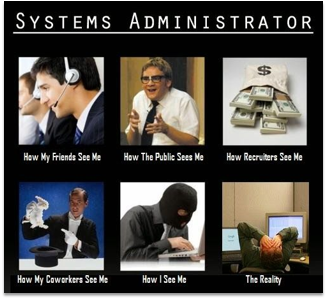 SYSTEMS ADMINISTRATOR
$
How My Friends See Me
How The Public Sees Me
How Recruiters See Me
How My Coworkers See Me
How I See Me
The Reality